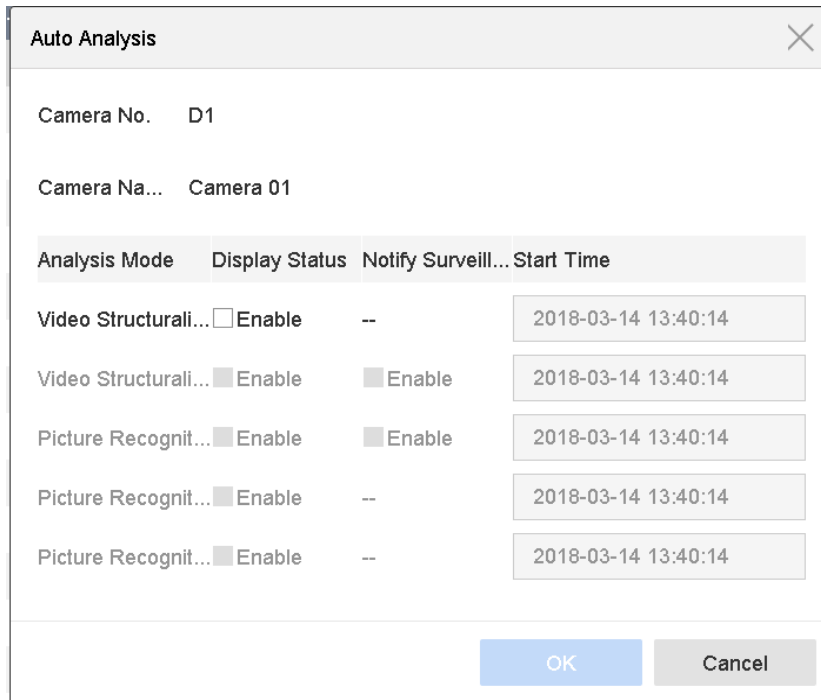 Auto Analysis
Camera No. D1
Camera Na... Camera 01
Analysis Mode Display Status Notify Surveill... Start Time
Video Structurali... Enable -- 2018-03-14 13:40:14
Video Structurali... Enable Enable 2018-03-14 13:40:14
Picture Recognit... Enable Enable 2018-03-14 13:40:14
Picture Recognit... Enable -- 2018-03-14 13:40:14
Picture Recognit... Enable -- 2018-03-14 13:40:14
OK Cancel